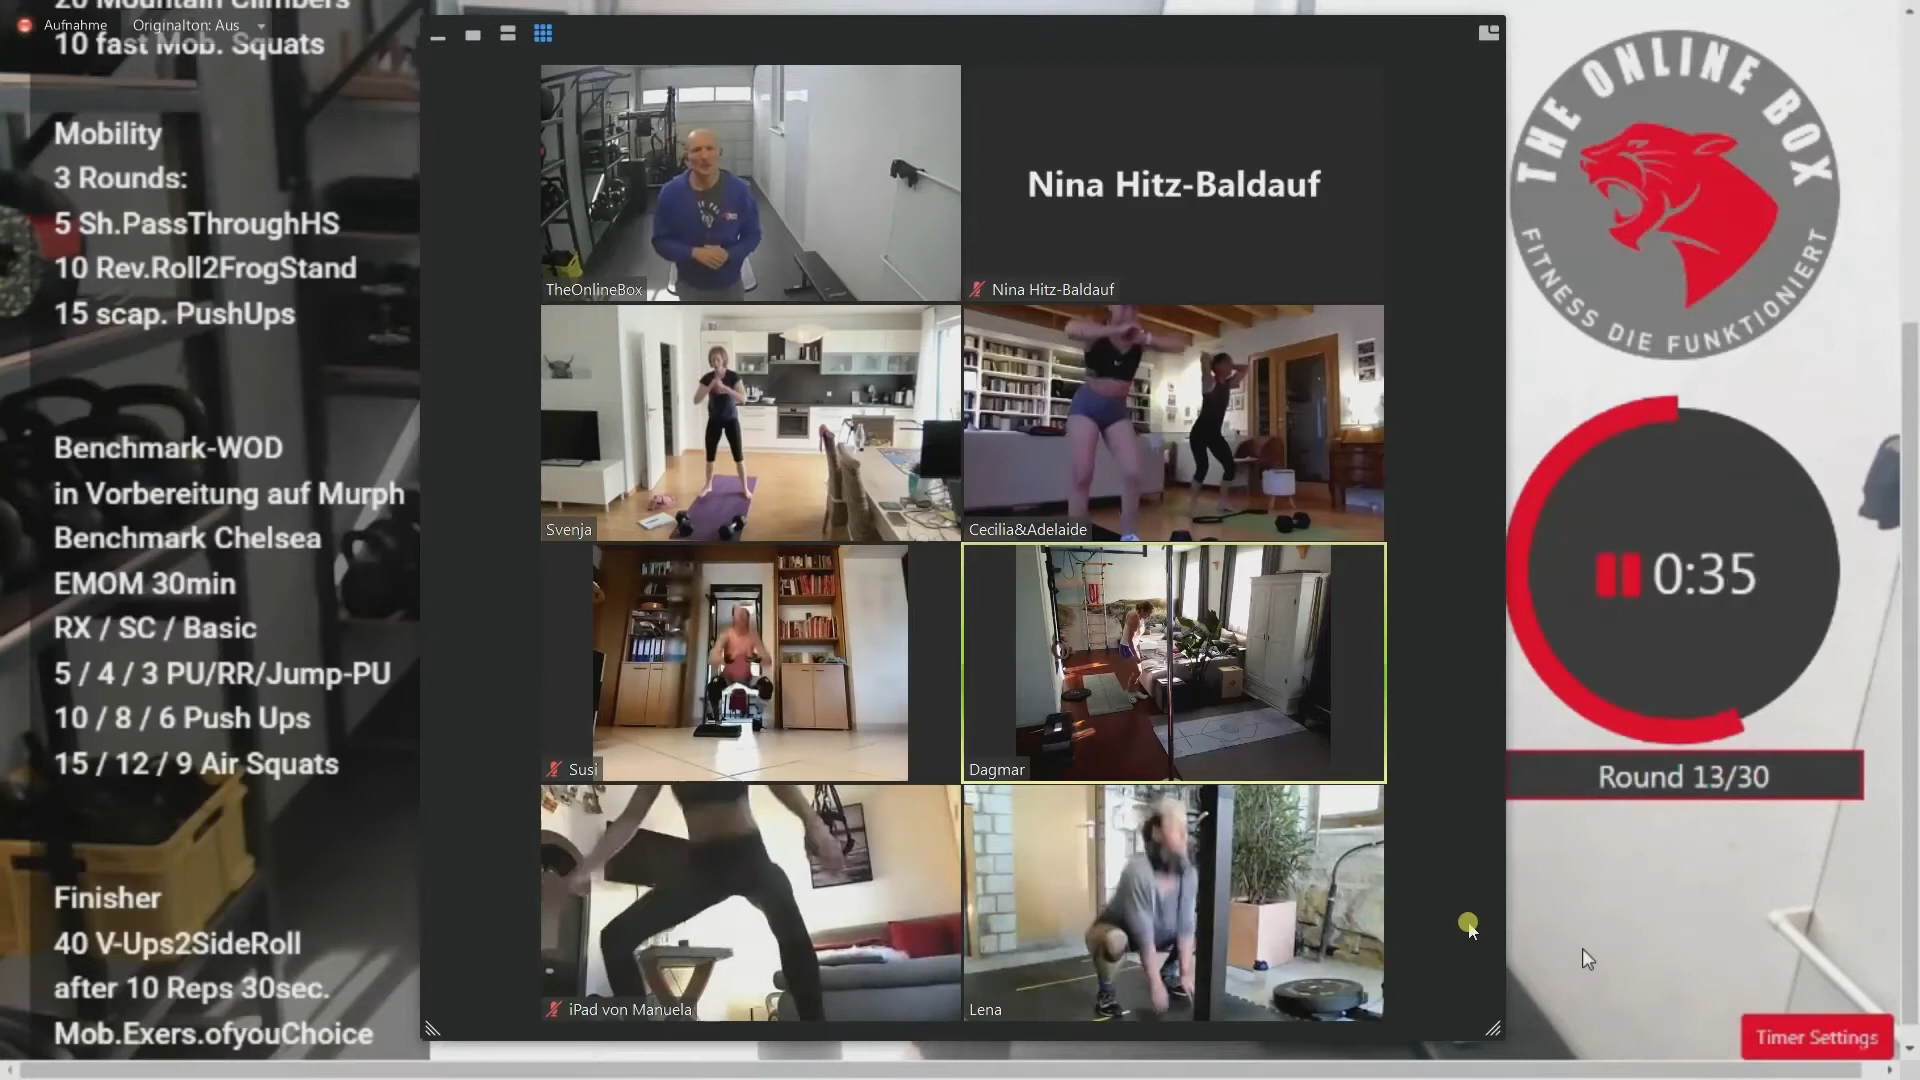 20 Mountain Climbers
Aufnahme
Originalton: Aus
10 fast Mob. Squats
Mobility
3 Rounds:
5 Sh.PassThroughHS
10 Rev.Roll2FrogStand
15 scap. PushUps
Benchmark-WOD
in Vorbereitung auf Murph
Benchmark Chelsea
EMOM 30min
RX / SC / Basic
5 / 4 / 3 PU/RR/Jump-PU
10 / 8 / 6 Push Ups
15 / 12 / 9 Air Squats
Finisher
40 V-Ups2SideRoll
after 10 Reps 30sec.
Mob.Exers.ofyouChoice
TheOnlineBox
Nina Hitz-Baldauf
Nina Hitz-Baldauf
Svenja
Cecilia&Adelaide
Susi
Dagmar
iPad von Manuela
Lena
THE ONLINE BOX
FITNESS DIE FUNKTIONIERT
0:35
Round 13/30
Timer Settings